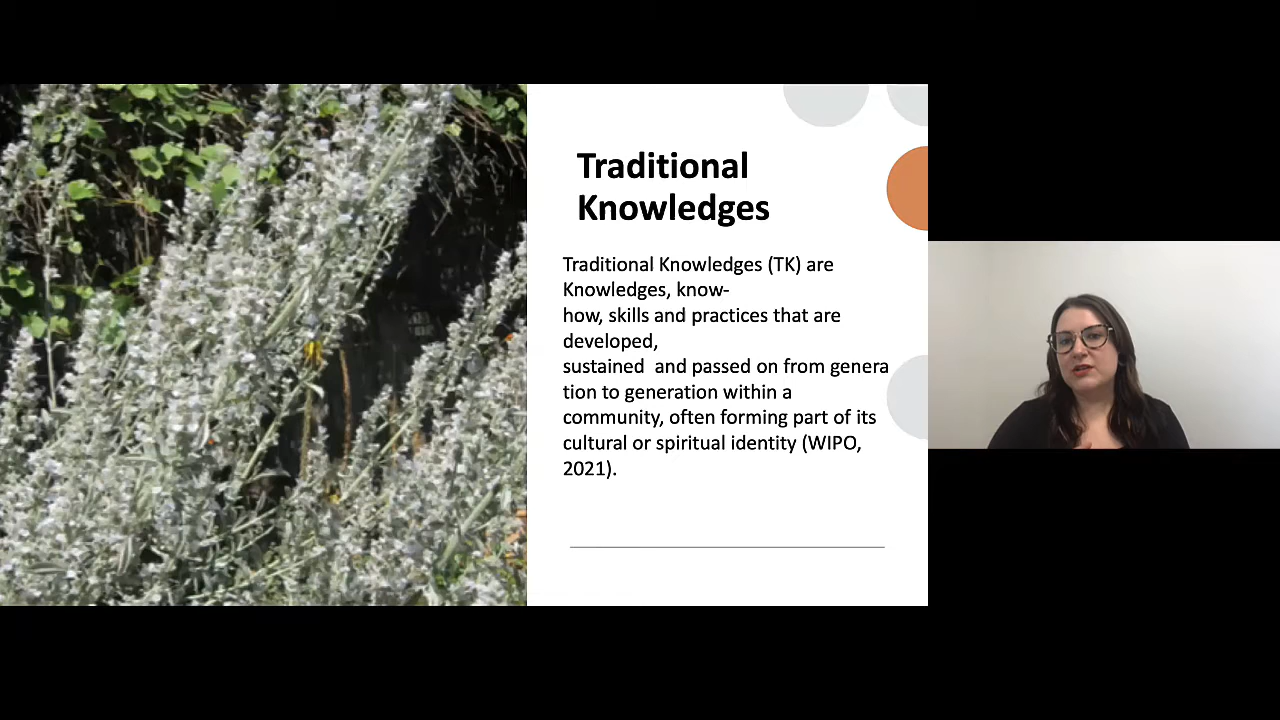 Traditional
Knowledges
Traditional Knowledges (TK) are
Knowledges, know-
how, skills and practices that are
developed,
sustained  and passed on from genera
tion to generation within a
community, often forming part of its
cultural or spiritual identity (WIPO,
2021).